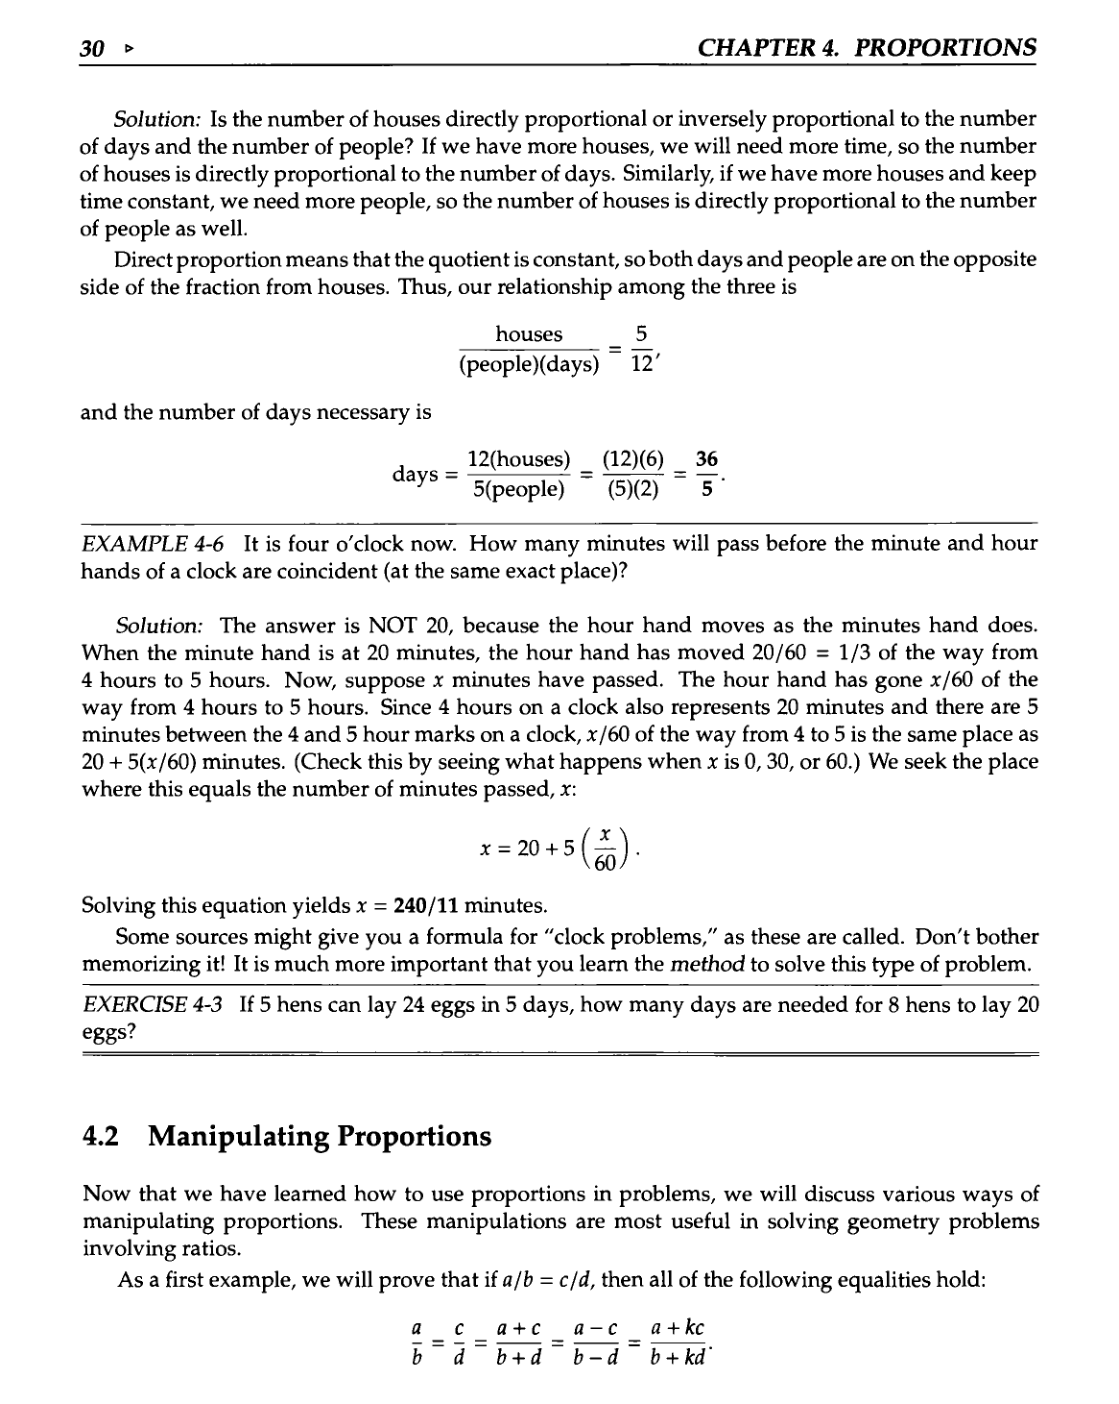 30 ▹ CHAPTER 4. PROPORTIONS
Solution: Is the number of houses directly proportional or inversely proportional to the number
of days and the number of people? If we have more houses, we will need more time, so the number
of houses is directly proportional to the number of days. Similarly, if we have more houses and keep
time constant, we need more people, so the number of houses is directly proportional to the number
of people as well.
Direct proportion means that the quotient is constant, so both days and people are on the opposite
side of the fraction from houses. Thus, our relationship among the three is
houses/(people)(days) = 5/12,
and the number of days necessary is
days = 12(houses)/5(people) = (12)(6)/(5)(2) = 36/5.
EXAMPLE 4-6 It is four o'clock now. How many minutes will pass before the minute and hour
hands of a clock are coincident (at the same exact place)?
Solution: The answer is NOT 20, because the hour hand moves as the minutes hand does.
When the minute hand is at 20 minutes, the hour hand has moved 20/60 = 1/3 of the way from
4 hours to 5 hours. Now, suppose x minutes have passed. The hour hand has gone x/60 of the
way from 4 hours to 5 hours. Since 4 hours on a clock also represents 20 minutes and there are 5
minutes between the 4 and 5 hour marks on a clock, x/60 of the way from 4 to 5 is the same place as
20 + 5(x/60) minutes. (Check this by seeing what happens when x is 0, 30, or 60.) We seek the place
where this equals the number of minutes passed, x:
x = 20 + 5(x/60).
Solving this equation yields x = 240/11 minutes.
Some sources might give you a formula for "clock problems," as these are called. Don't bother
memorizing it! It is much more important that you learn the method to solve this type of problem.
EXERCISE 4-3 If 5 hens can lay 24 eggs in 5 days, how many days are needed for 8 hens to lay 20
eggs?
4.2 Manipulating Proportions
Now that we have learned how to use proportions in problems, we will discuss various ways of
manipulating proportions. These manipulations are most useful in solving geometry problems
involving ratios.
As a first example, we will prove that if a/b = c/d, then all of the following equalities hold:
a/b = c/d = (a + c)/(b + d) = (a − c)/(b − d) = (a + kc)/(b + kd).